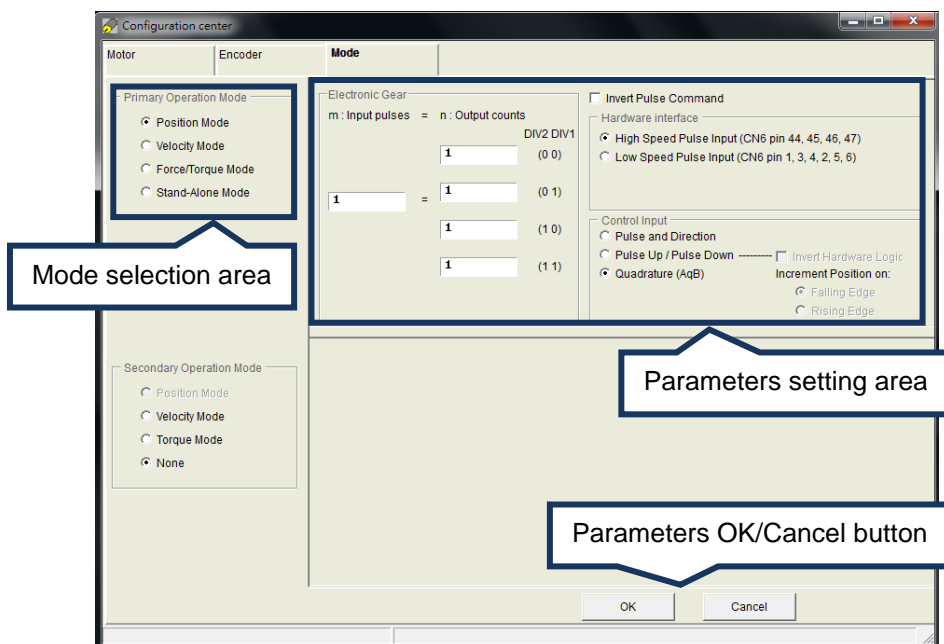 Configuration center
Motor
Encoder
Mode
Primary Operation Mode
Position Mode
Velocity Mode
Force/Torque Mode
Stand-Alone Mode
Mode selection area
Electronic Gear
m : Input pulses = n : Output counts
DIV2 DIV1
1 (0 0)
1 = 1 (0 1)
1 (1 0)
1 (1 1)
Invert Pulse Command
Hardware interface
High Speed Pulse Input (CN6 pin 44, 45, 46, 47)
Low Speed Pulse Input (CN6 pin 1, 3, 4, 2, 5, 6)
Control Input
Pulse and Direction
Pulse Up / Pulse Down --------- Invert Hardware Logic
Quadrature (AqB) Increment Position on:
Falling Edge
Rising Edge
Parameters setting area
Secondary Operation Mode
Position Mode
Velocity Mode
Torque Mode
None
Parameters OK/Cancel button
OK
Cancel